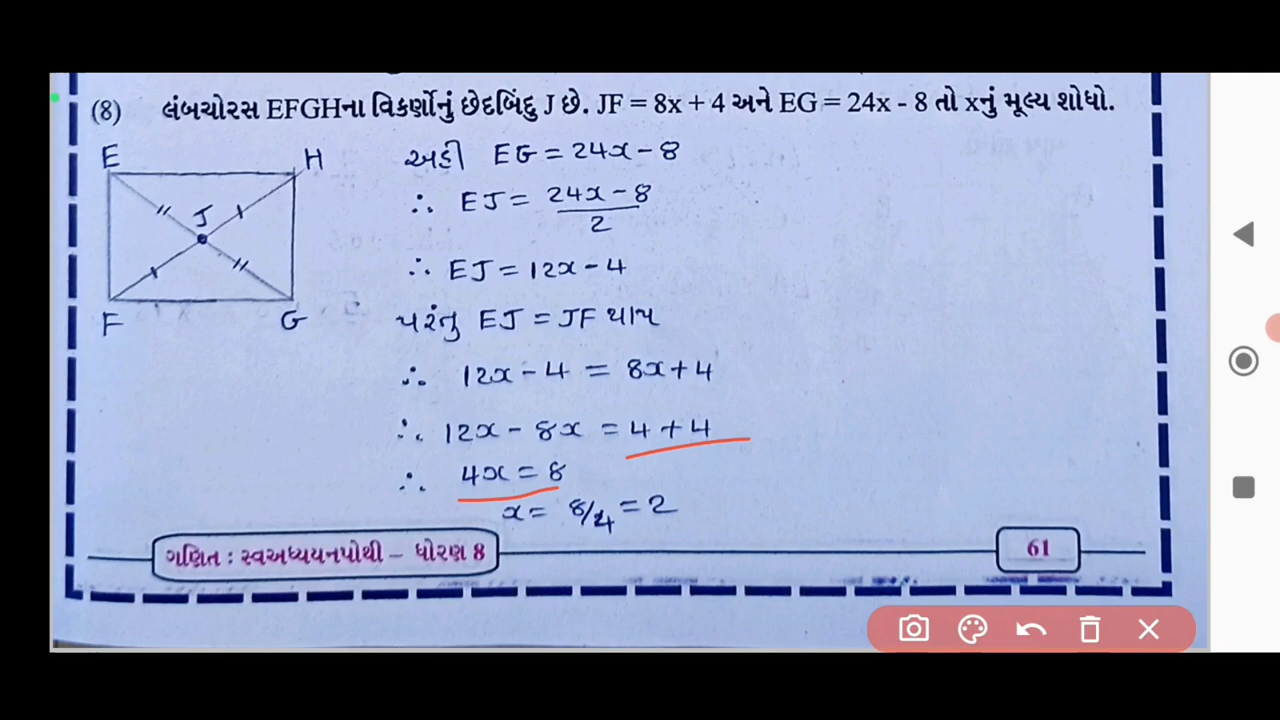 (8) લંબચોરસ EFGHના વિકર્ણોનું છેદબિંદુ J છે. JF = 8x + 4 અને EG = 24x - 8 તો xનું મૂલ્ય શોધો.
E H
J
F G
અહી EG = 24x - 8
∴ EJ = 24x - 8 / 2
∴ EJ = 12x - 4
પરંતુ EJ = JF થાય
∴ 12x - 4 = 8x + 4
∴ 12x - 8x = 4 + 4
∴ 4x = 8
x = 8/4 = 2
ગણિત : સ્વઅધ્યયનપોથી – ધોરણ 8
61